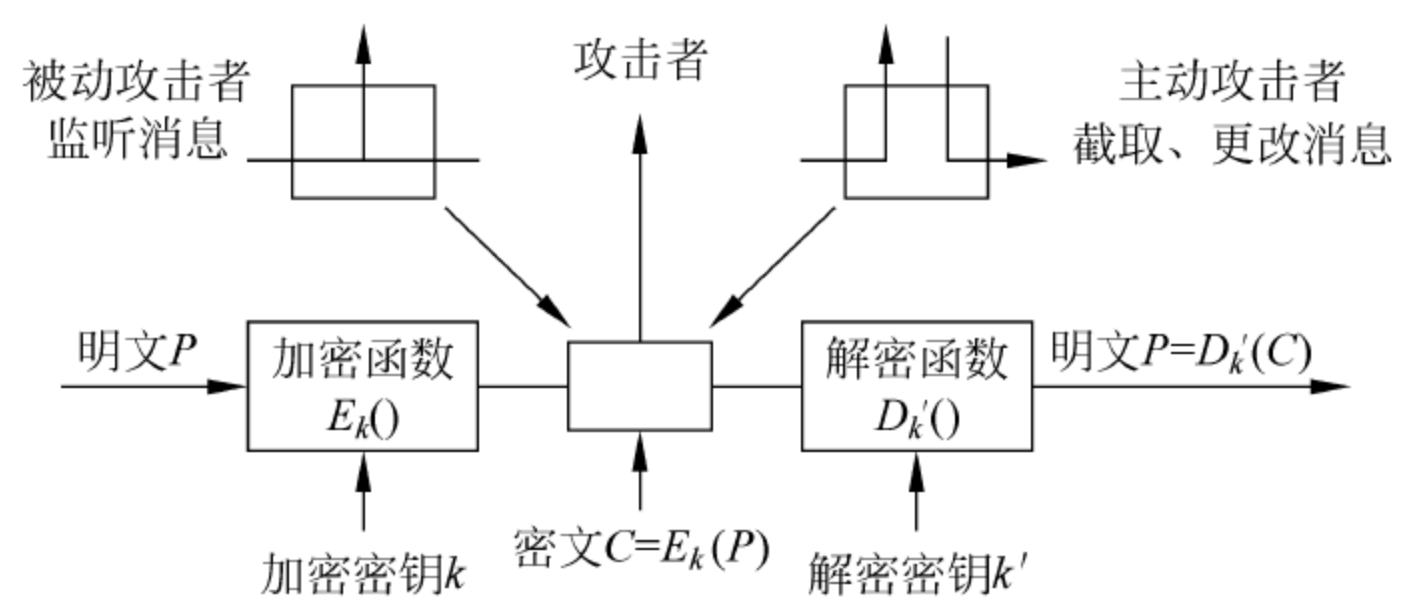 被动攻击者
监听消息
攻击者
主动攻击者
截取、更改消息
明文P
加密函数
Eₖ()
解密函数
Dₖ′()
明文P=Dₖ′(C)
加密密钥k
密文C=Eₖ(P)
解密密钥k′